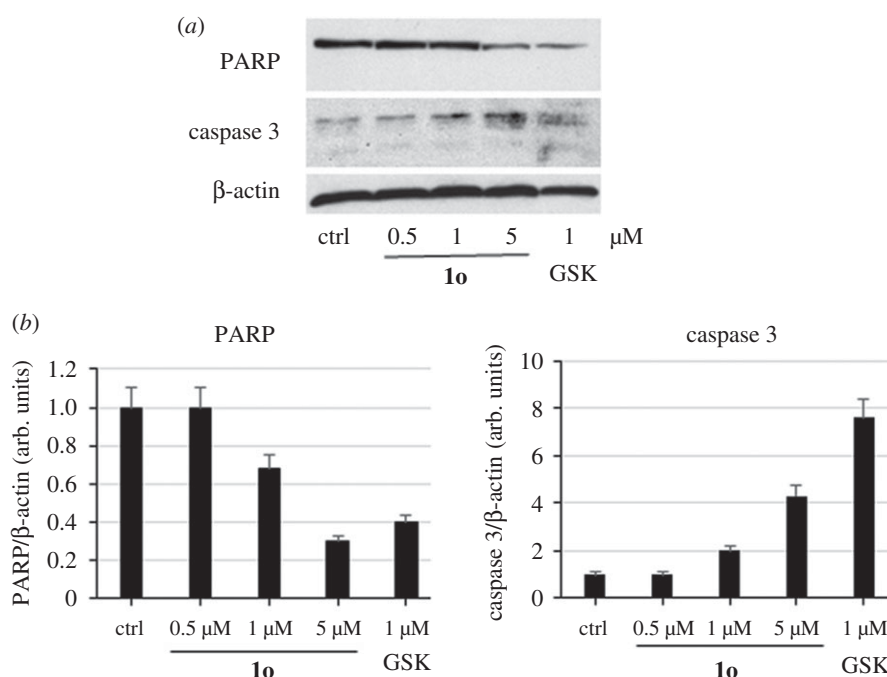 (a)
PARP
caspase 3
β-actin
ctrl 0.5 1 5 1 μM
1o GSK
(b)
PARP
PARP/β-actin (arb. units)
1.2
1.0
0.8
0.6
0.4
0.2
0
ctrl 0.5 μM 1 μM 5 μM 1 μM
1o GSK
caspase 3
caspase 3/β-actin (arb. units)
10
8
6
4
2
0
ctrl 0.5 μM 1 μM 5 μM 1 μM
1o GSK